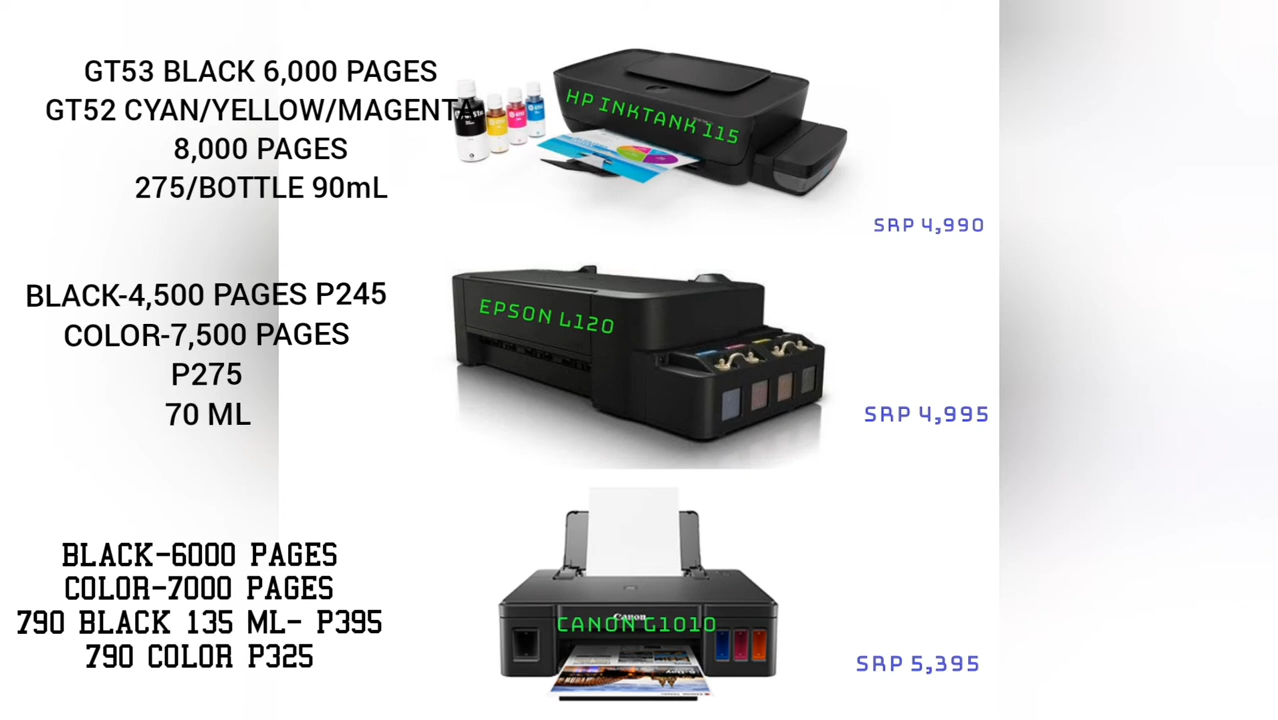 GT53 BLACK 6,000 PAGES
GT52 CYAN/YELLOW/MAGENTA
8,000 PAGES
275/BOTTLE 90mL
HP INKTANK 115
SRP 4,990
BLACK-4,500 PAGES P245
COLOR-7,500 PAGES
P275
70 ML
EPSON L120
SRP 4,995
BLACK-6000 PAGES
COLOR-7000 PAGES
790 BLACK 135 ML- P395
790 COLOR P325
Canon
CANON G1010
SRP 5,395